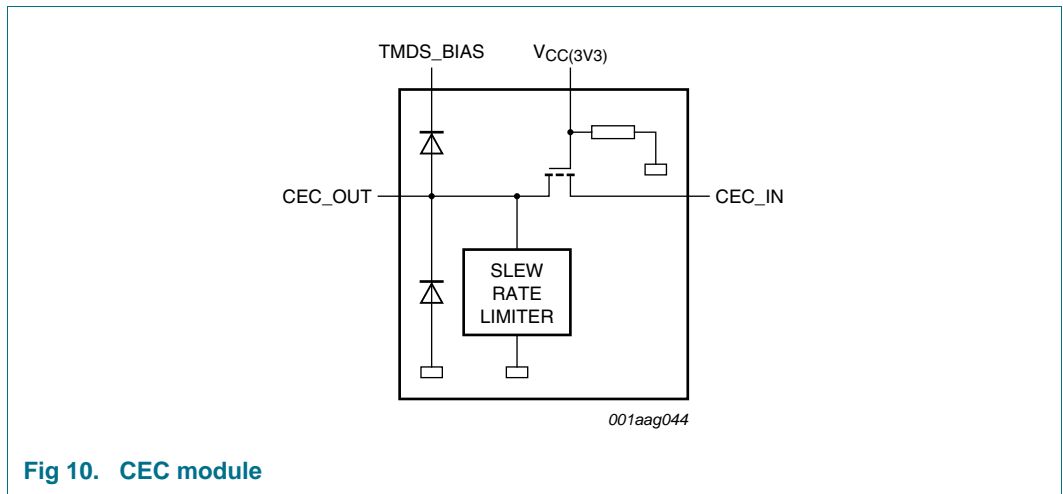 TMDS_BIAS
VCC(3V3)
CEC_OUT
CEC_IN
SLEW
RATE
LIMITER
001aag044
Fig 10. CEC module